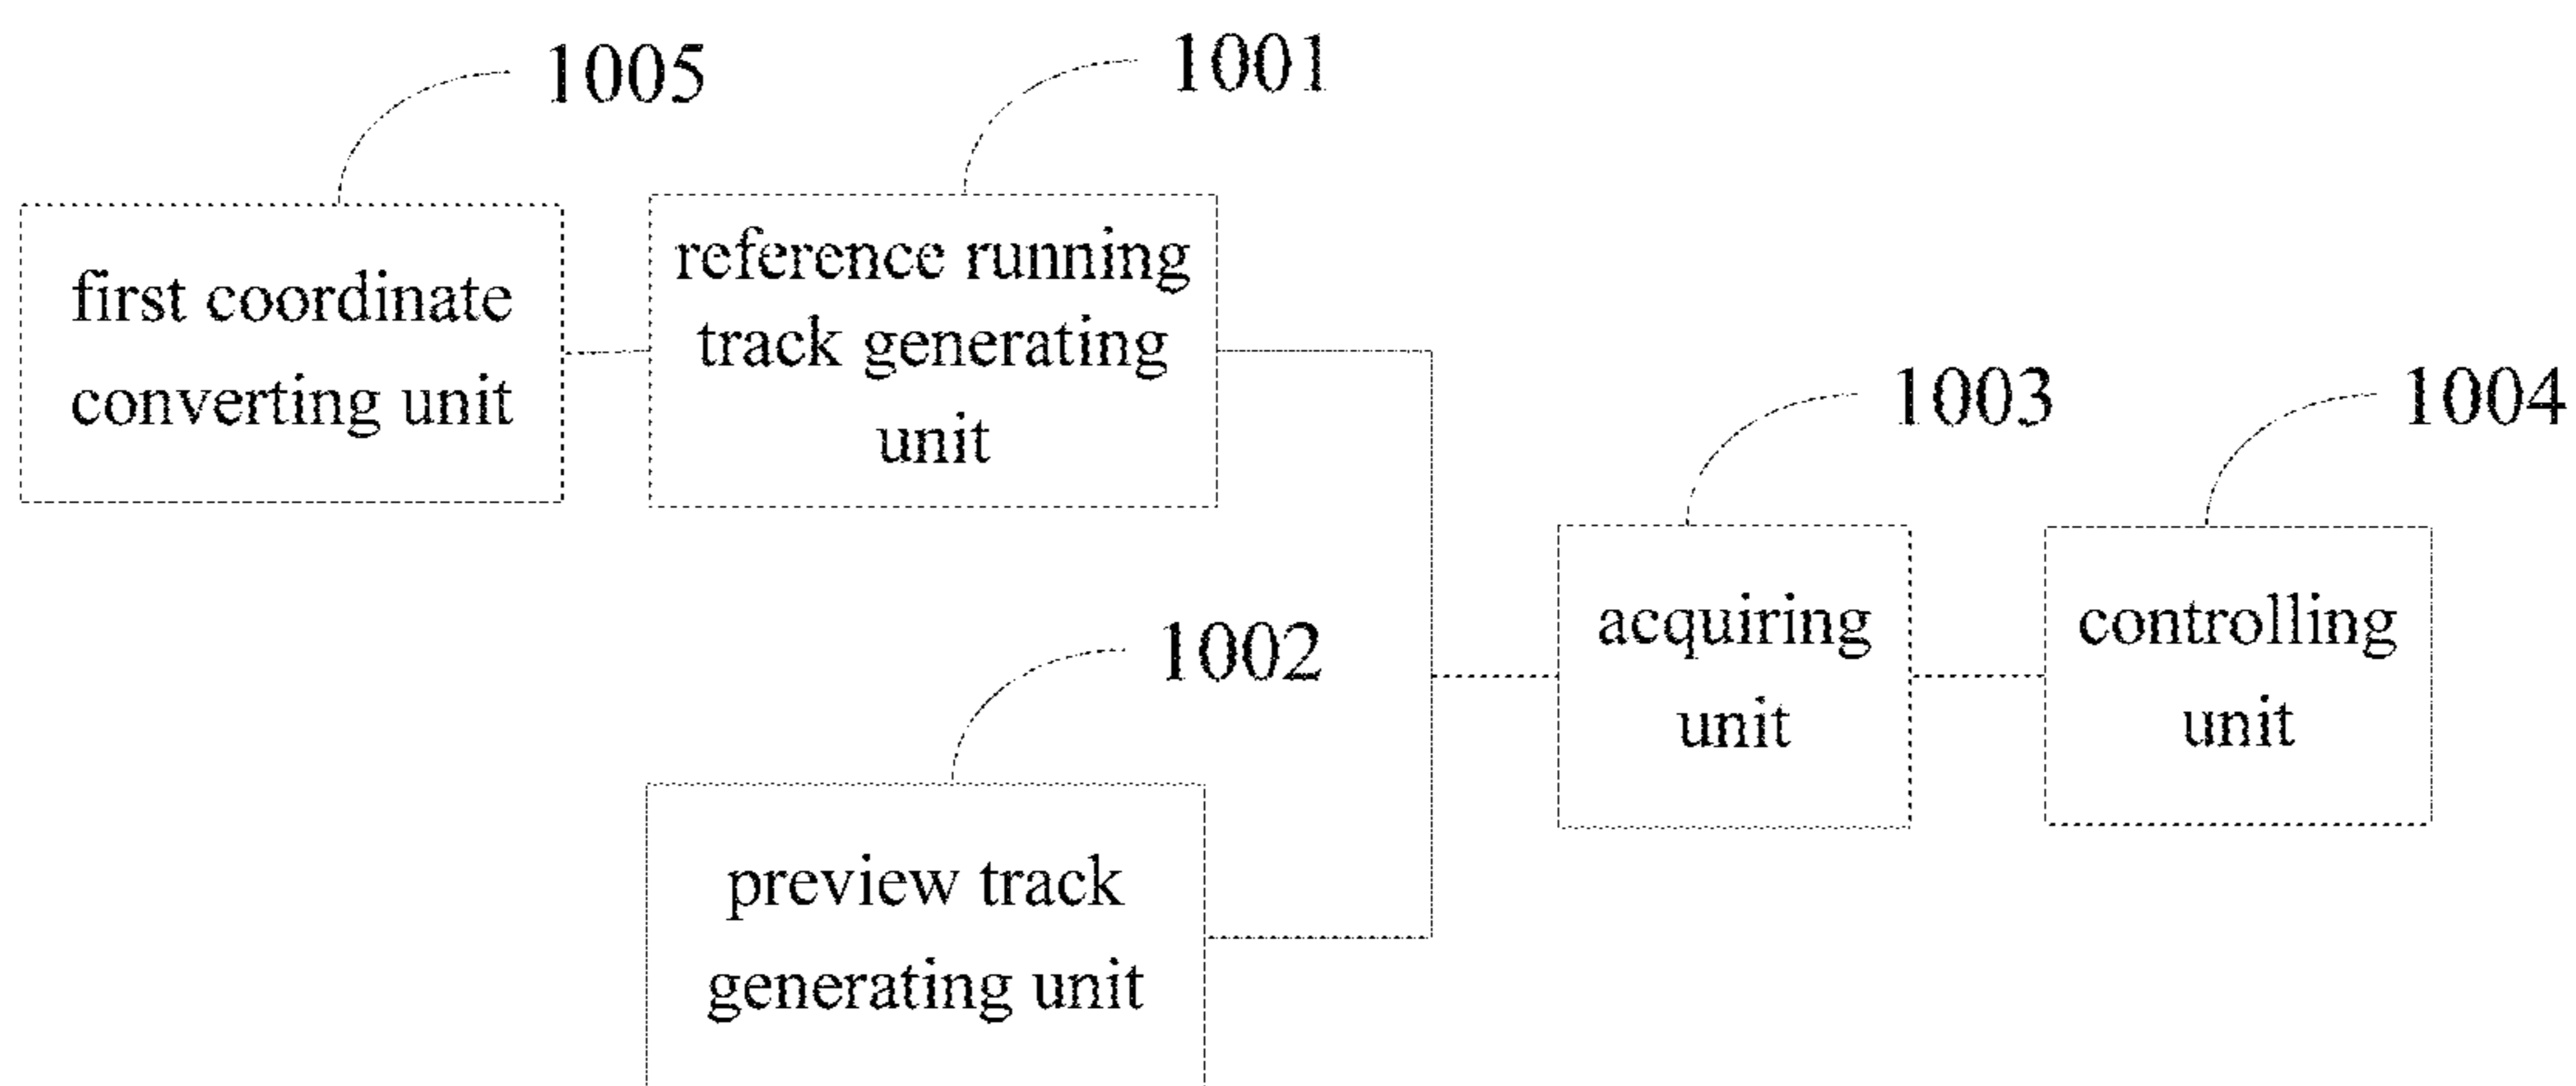 1005
1001
first coordinate
converting unit
reference running
track generating
unit
1003
1004
1002
acquiring
unit
controlling
unit
preview track
generating unit